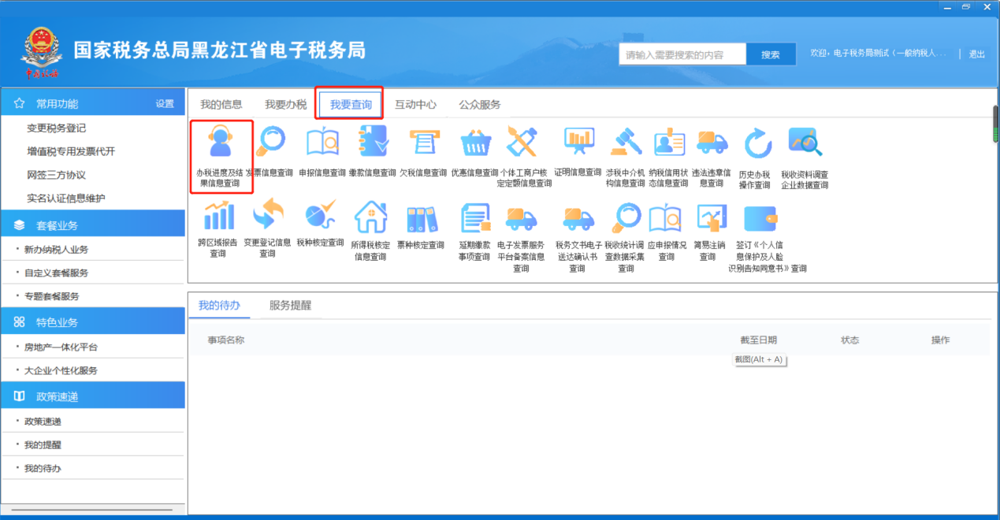 国家税务总局黑龙江省电子税务局
请输入需要搜索的内容
搜索
欢迎，电子税务局测试（一般纳税人...
退出
常用功能
设置
变更税务登记
增值税专用发票代开
网签三方协议
实名认证信息维护
套餐业务
· 新办纳税人业务
· 自定义套餐服务
· 专题套餐服务
特色业务
· 房地产一体化平台
· 大企业个性化服务
政策速递
· 政策速递
· 我的提醒
· 我的待办
我的信息
我要办税
我要查询
互动中心
公众服务
办税进度及结
果信息查询
发票信息查询
申报信息查询
缴款信息查询
欠税信息查询
优惠信息查询
个体工商户核
定定额信息查询
证明信息查询
涉税中介机
构信息查询
纳税信用状
态信息查询
违法违章信
息查询
历史办税
操作查询
税收资料调查
企业数据查询
跨区域报告
查询
变更登记信息
查询
税种核定查询
所得税核定
信息查询
票种核定查询
延期缴款
事项查询
电子发票服务
平台备案信息
查询
税务文书电子
送达确认书
查询
税收统计调
查数据采集
查询
应申报情况
查询
简易注销
查询
签订《个人信
息保护及人脸
识别告知同意书》查询
我的待办
服务提醒
事项名称
截至日期
状态
操作
截图(Alt + A)